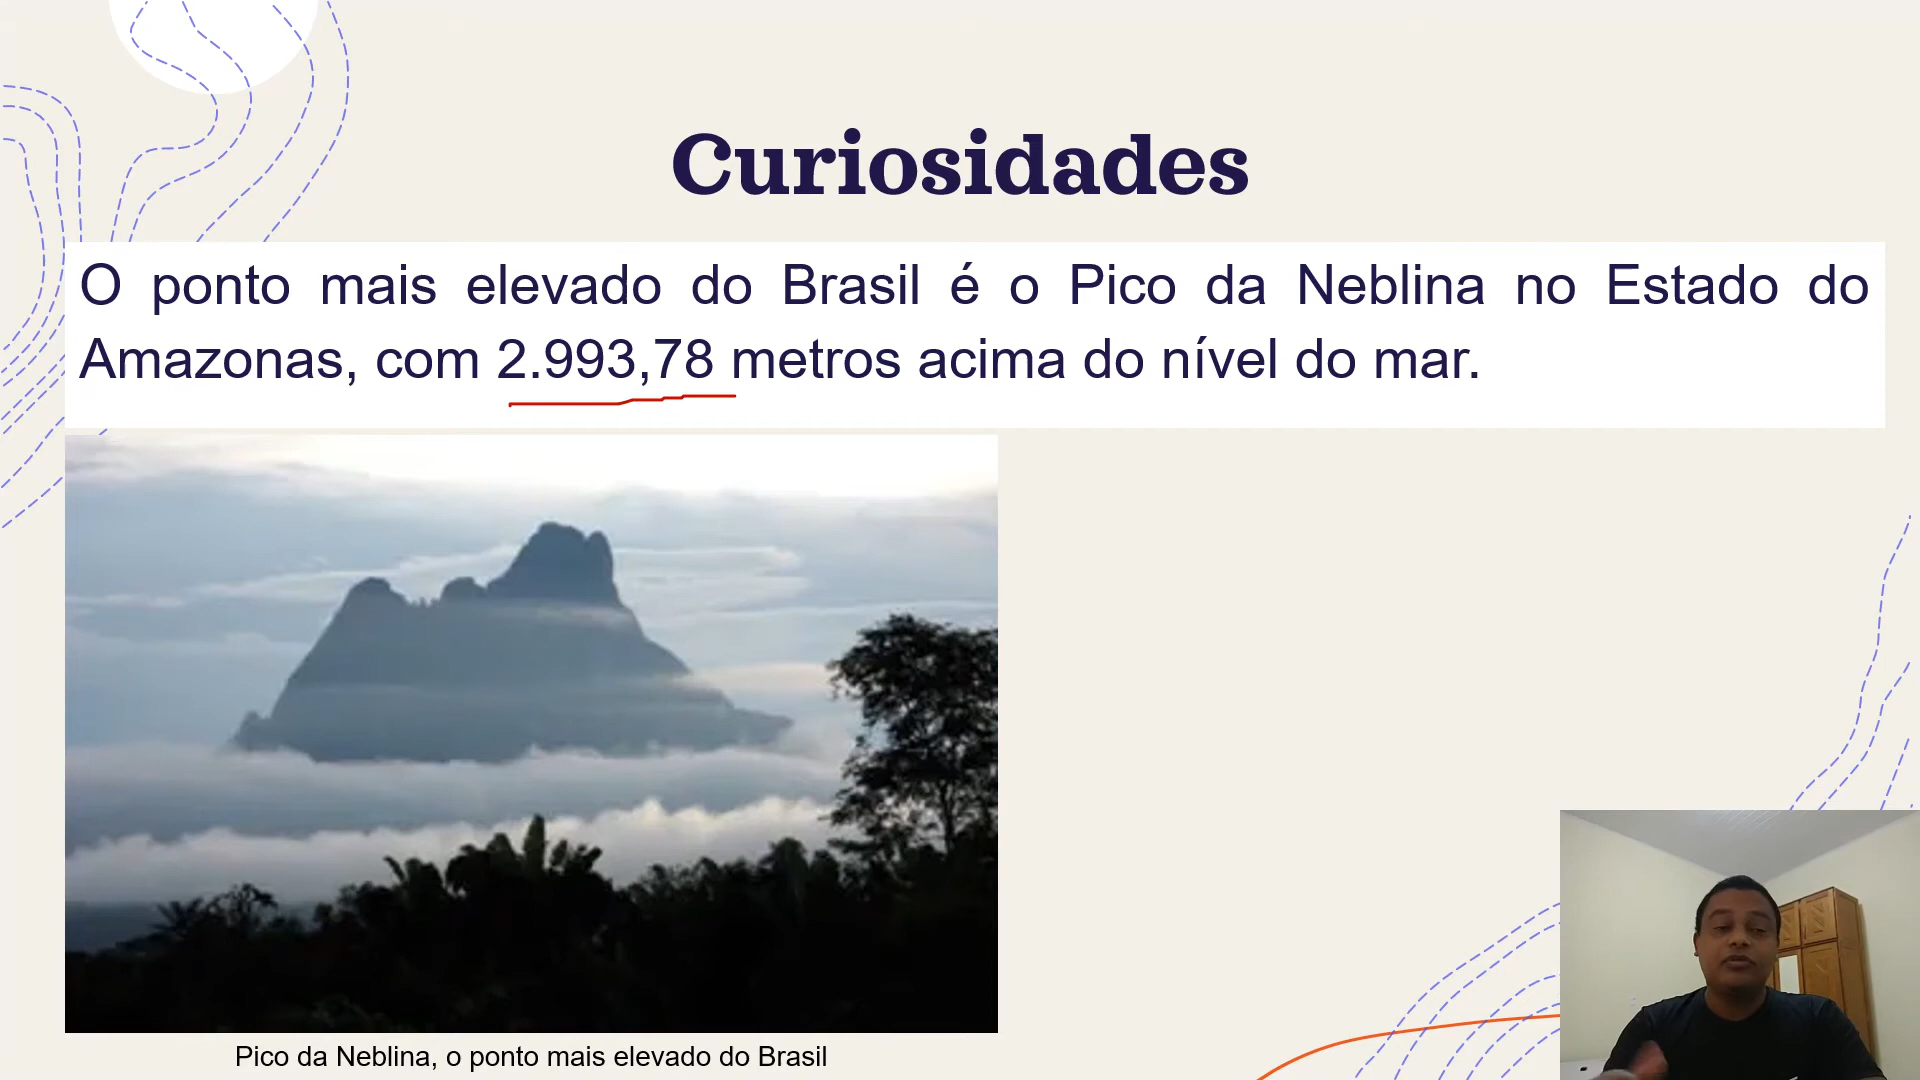 Curiosidades
O ponto mais elevado do Brasil é o Pico da Neblina no Estado do
Amazonas, com 2.993,78 metros acima do nível do mar.
Pico da Neblina, o ponto mais elevado do Brasil